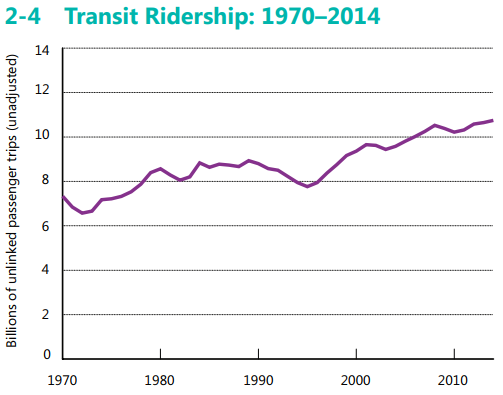 2-4 Transit Ridership: 1970–2014
Billions of unlinked passenger trips (unadjusted)
14
12
10
8
6
4
2
0
1970 1980 1990 2000 2010